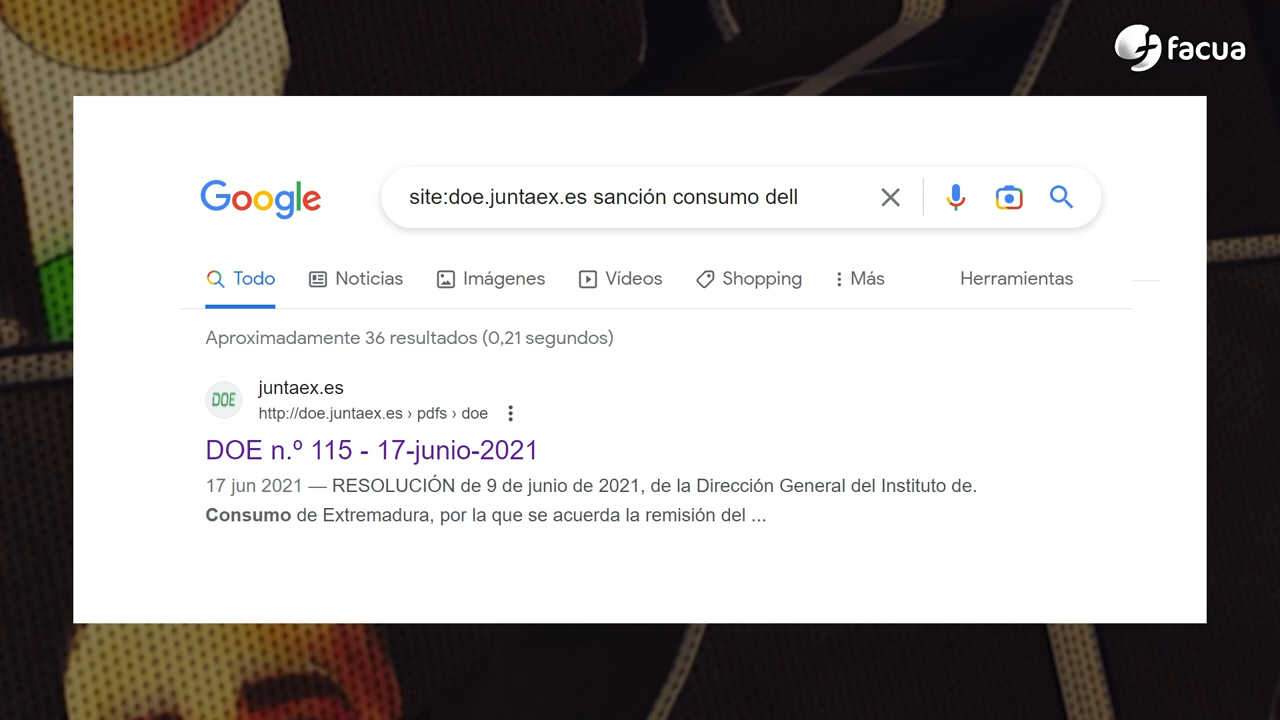 facua
Google
site:doe.juntaex.es sanción consumo dell
Todo
Noticias
Imágenes
Vídeos
Shopping
Más
Herramientas
Aproximadamente 36 resultados (0,21 segundos)
DOE
juntaex.es
http://doe.juntaex.es › pdfs › doe
DOE n.º 115 - 17-junio-2021
17 jun 2021 — RESOLUCIÓN de 9 de junio de 2021, de la Dirección General del Instituto de.
Consumo de Extremadura, por la que se acuerda la remisión del ...